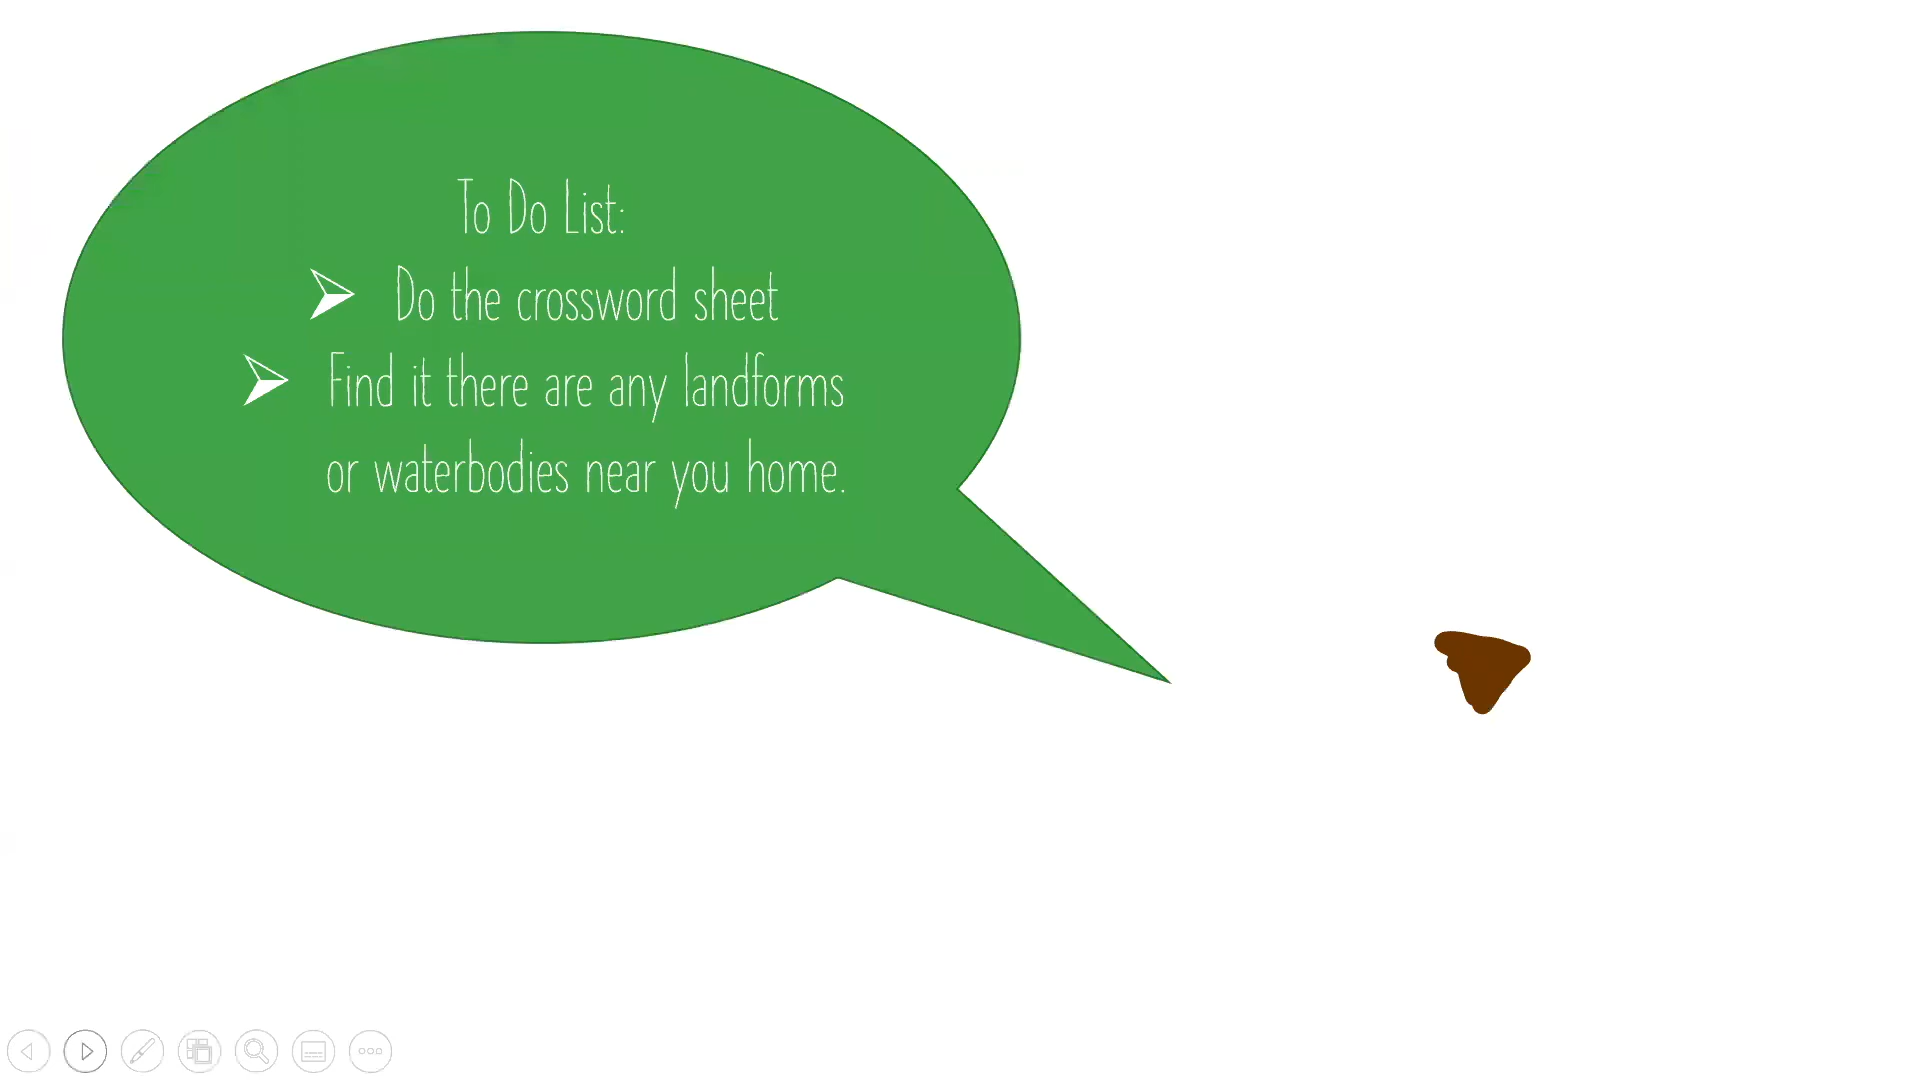 To Do List:
Do the crossword sheet
Find it there are any landforms
or waterbodies near you home.